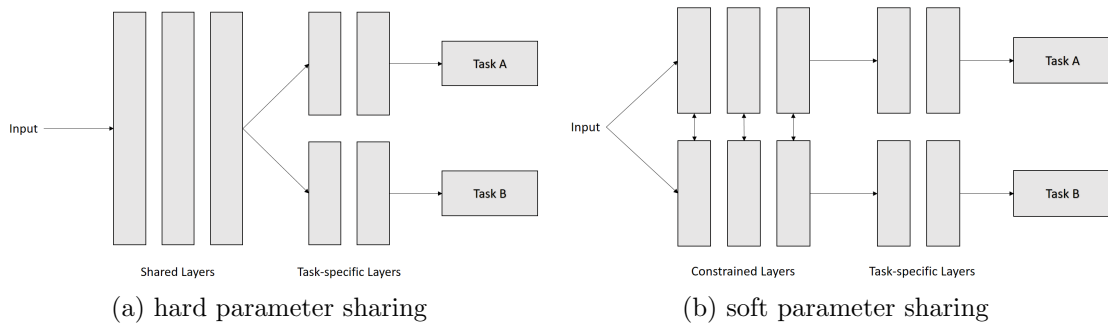 Input
Task A
Task B
Shared Layers
Task-specific Layers
(a) hard parameter sharing
Input
Task A
Task B
Constrained Layers
Task-specific Layers
(b) soft parameter sharing